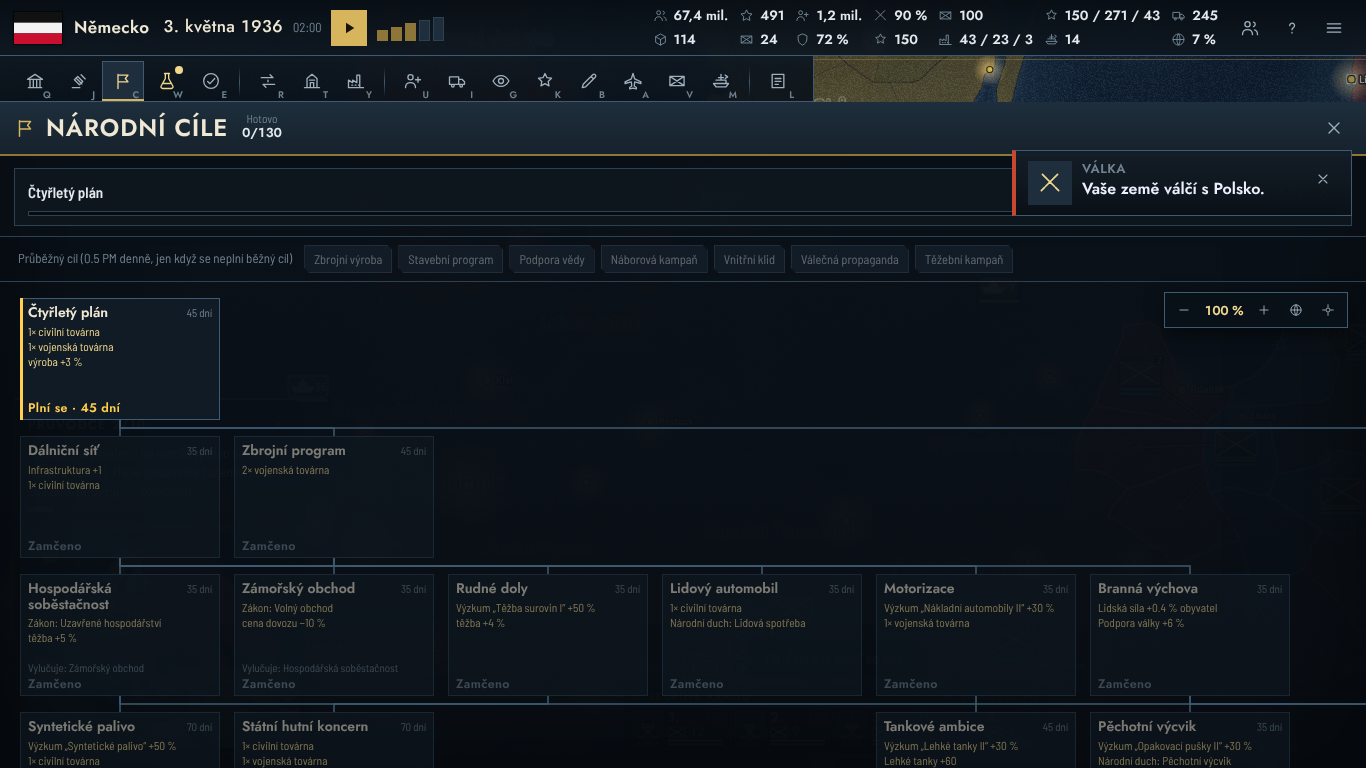 Německo 3. května 1936 02:00
67,4 mil. 491 1,2 mil. 90 % 100 150 / 271 / 43 245
114 24 72 % 150 43 / 23 / 3 14 7 %
?
Q J C W E R T Y U I G K B A V M L
NÁRODNÍ CÍLE
Hotovo
0/130
VÁLKA
Vaše země válčí s Polsko.
Čtyřletý plán
Průběžný cíl (0.5 PM denně, jen když se neplní běžný cíl) Zbrojní výroba Stavební program Podpora vědy Náborová kampaň Vnitřní klid Válečná propaganda Těžební kampaň
100 %
Čtyřletý plán 45 dní
1× civilní továrna
1× vojenská továrna
výroba +3 %
Plní se · 45 dní
Dálniční síť 35 dní
Infrastruktura +1
1× civilní továrna
Zamčeno
Zbrojní program 45 dní
2× vojenská továrna
Zamčeno
Hospodářská soběstačnost 35 dní
Zákon: Uzavřené hospodářství
těžba +5 %
Vylučuje: Zámořský obchod
Zamčeno
Zámořský obchod 35 dní
Zákon: Volný obchod
cena dovozu −10 %
Vylučuje: Hospodářská soběstačnost
Zamčeno
Rudné doly 35 dní
Výzkum „Těžba surovin I“ +50 %
těžba +4 %
Zamčeno
Lidový automobil 35 dní
1× civilní továrna
Národní duch: Lidová spotřeba
Zamčeno
Motorizace 35 dní
Výzkum „Nákladní automobily II“ +30 %
1× vojenská továrna
Zamčeno
Branná výchova 35 dní
Lidská síla +0.4 % obyvatel
Podpora války +6 %
Zamčeno
Syntetické palivo 70 dní
Výzkum „Syntetické palivo“ +50 %
1× civilní továrna
Státní hutní koncern 70 dní
1× civilní továrna
1× vojenská továrna
Tankové ambice 45 dní
Výzkum „Lehké tanky II“ +30 %
Lehké tanky +60
Pěchotní výcvik 35 dní
Výzkum „Opakovací pušky II“ +30 %
Národní duch: Pěchotní výcvik